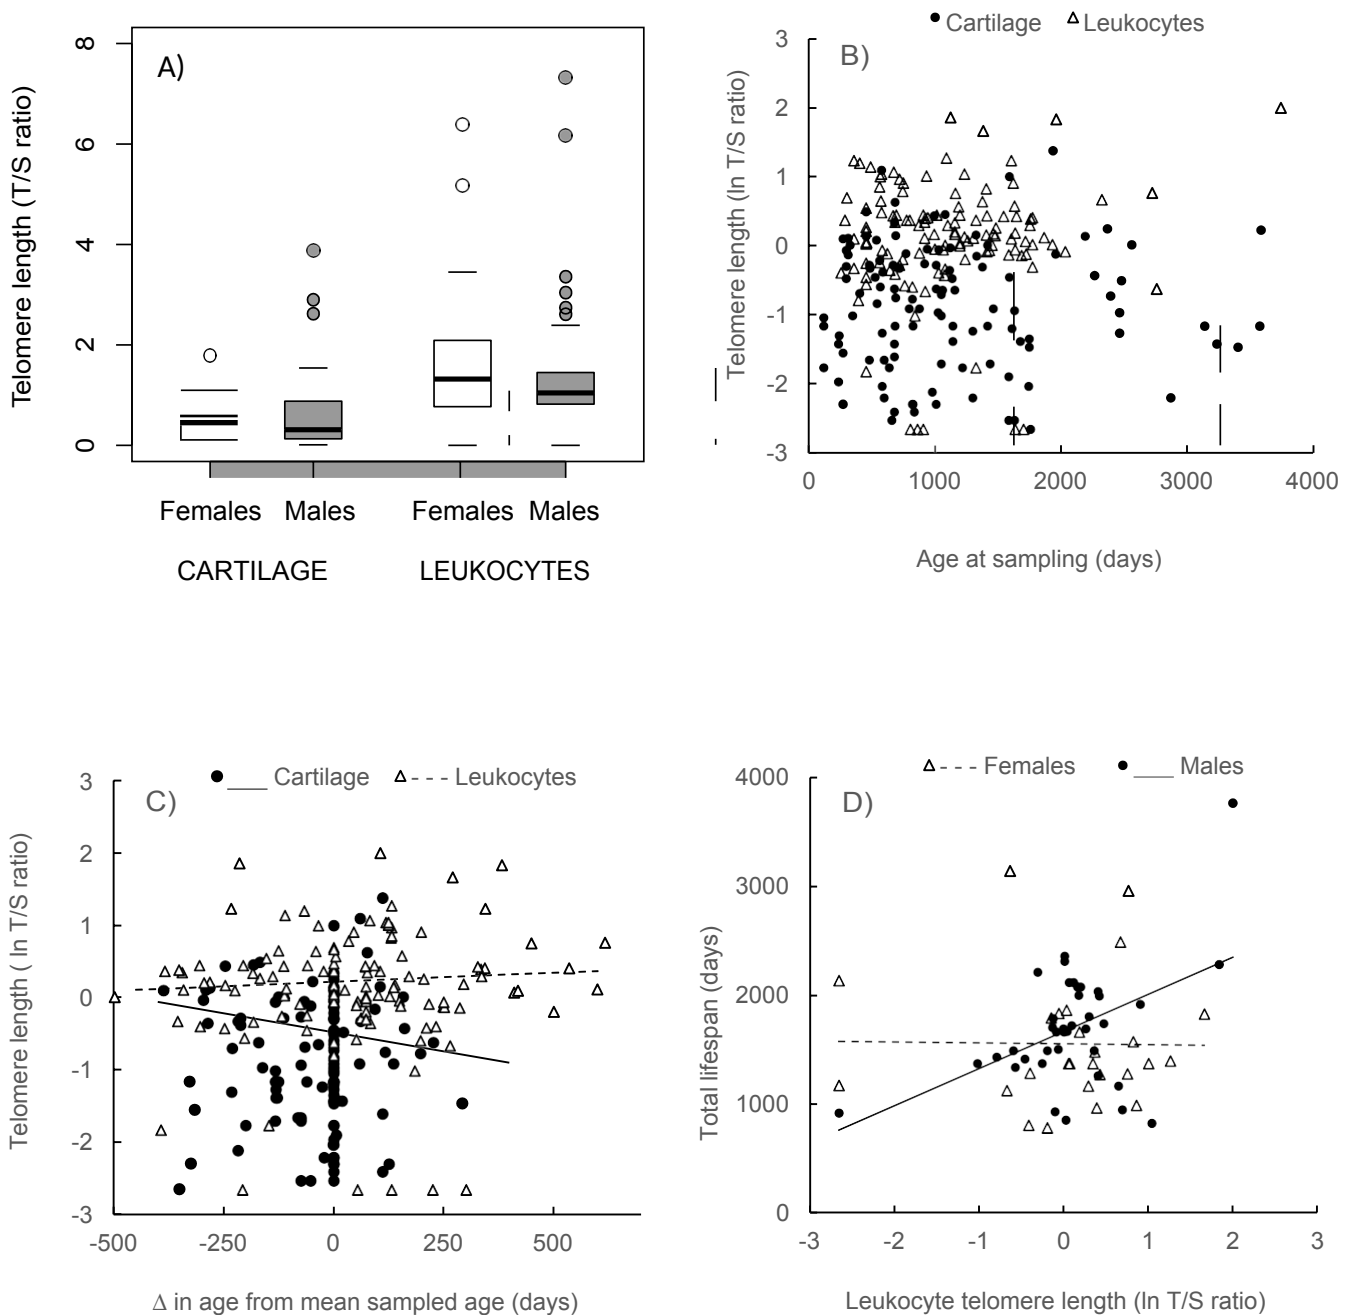 A)
Telomere length (T/S ratio)
8
6
4
2
0
Females Males Females Males
CARTILAGE LEUKOCYTES
Cartilage Leukocytes
B)
Telomere length (ln T/S ratio)
3
2
1
0
-1
-2
-3
0 1000 2000 3000 4000
Age at sampling (days)
Cartilage Leukocytes
C)
Telomere length ( ln T/S ratio)
3
2
1
0
-1
-2
-3
-500 -250 0 250 500
Δ in age from mean sampled age (days)
Females Males
D)
Total lifespan (days)
4000
3000
2000
1000
0
-3 -2 -1 0 1 2 3
Leukocyte telomere length (ln T/S ratio)